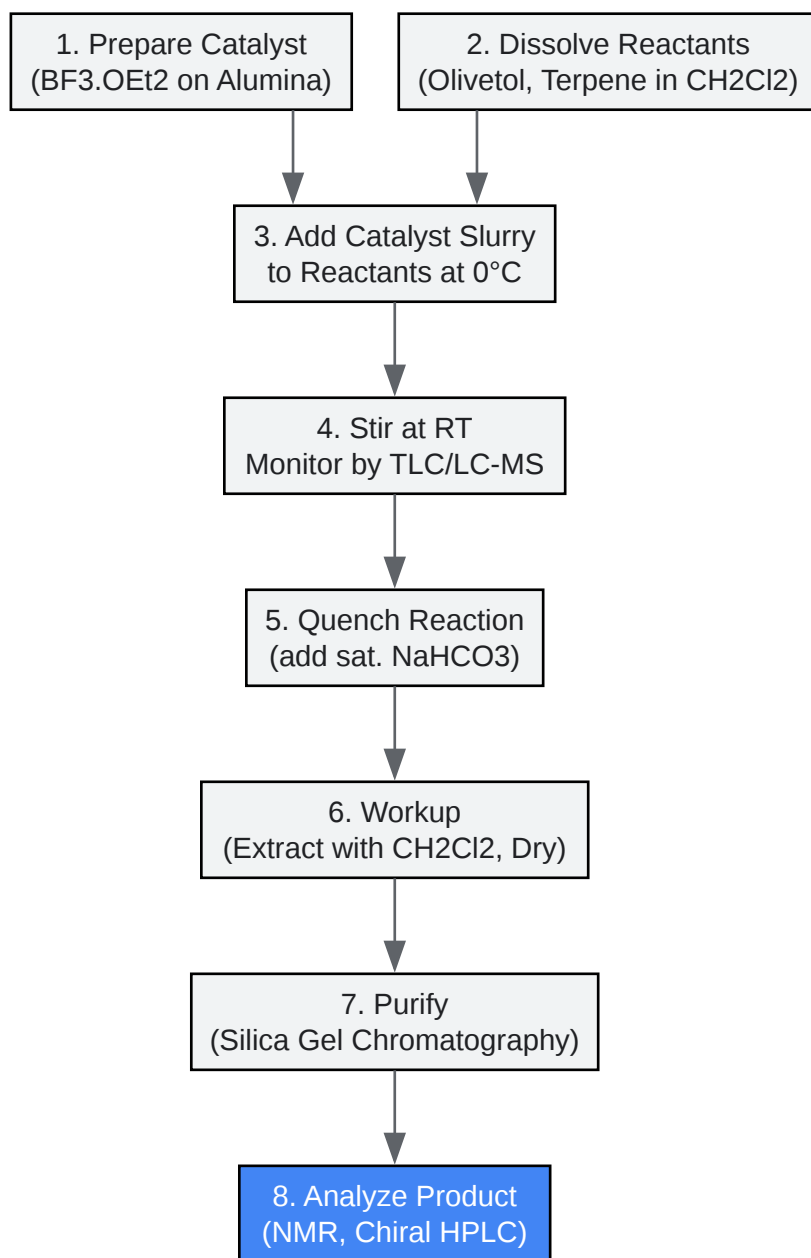 1. Prepare Catalyst
(BF3.OEt2 on Alumina)
2. Dissolve Reactants
(Olivetol, Terpene in CH2Cl2)
3. Add Catalyst Slurry
to Reactants at 0°C
4. Stir at RT
Monitor by TLC/LC-MS
5. Quench Reaction
(add sat. NaHCO3)
6. Workup
(Extract with CH2Cl2, Dry)
7. Purify
(Silica Gel Chromatography)
8. Analyze Product
(NMR, Chiral HPLC)